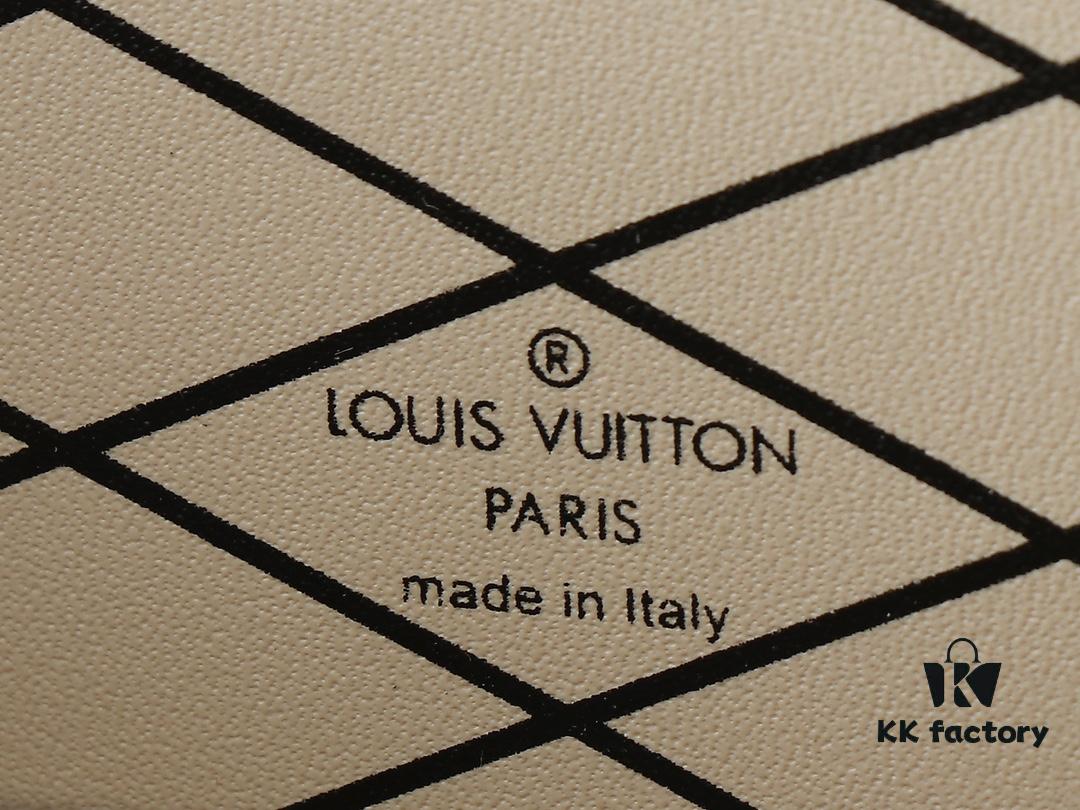 ®
LOUIS VUITTON
PARIS
made in Italy
KK factory